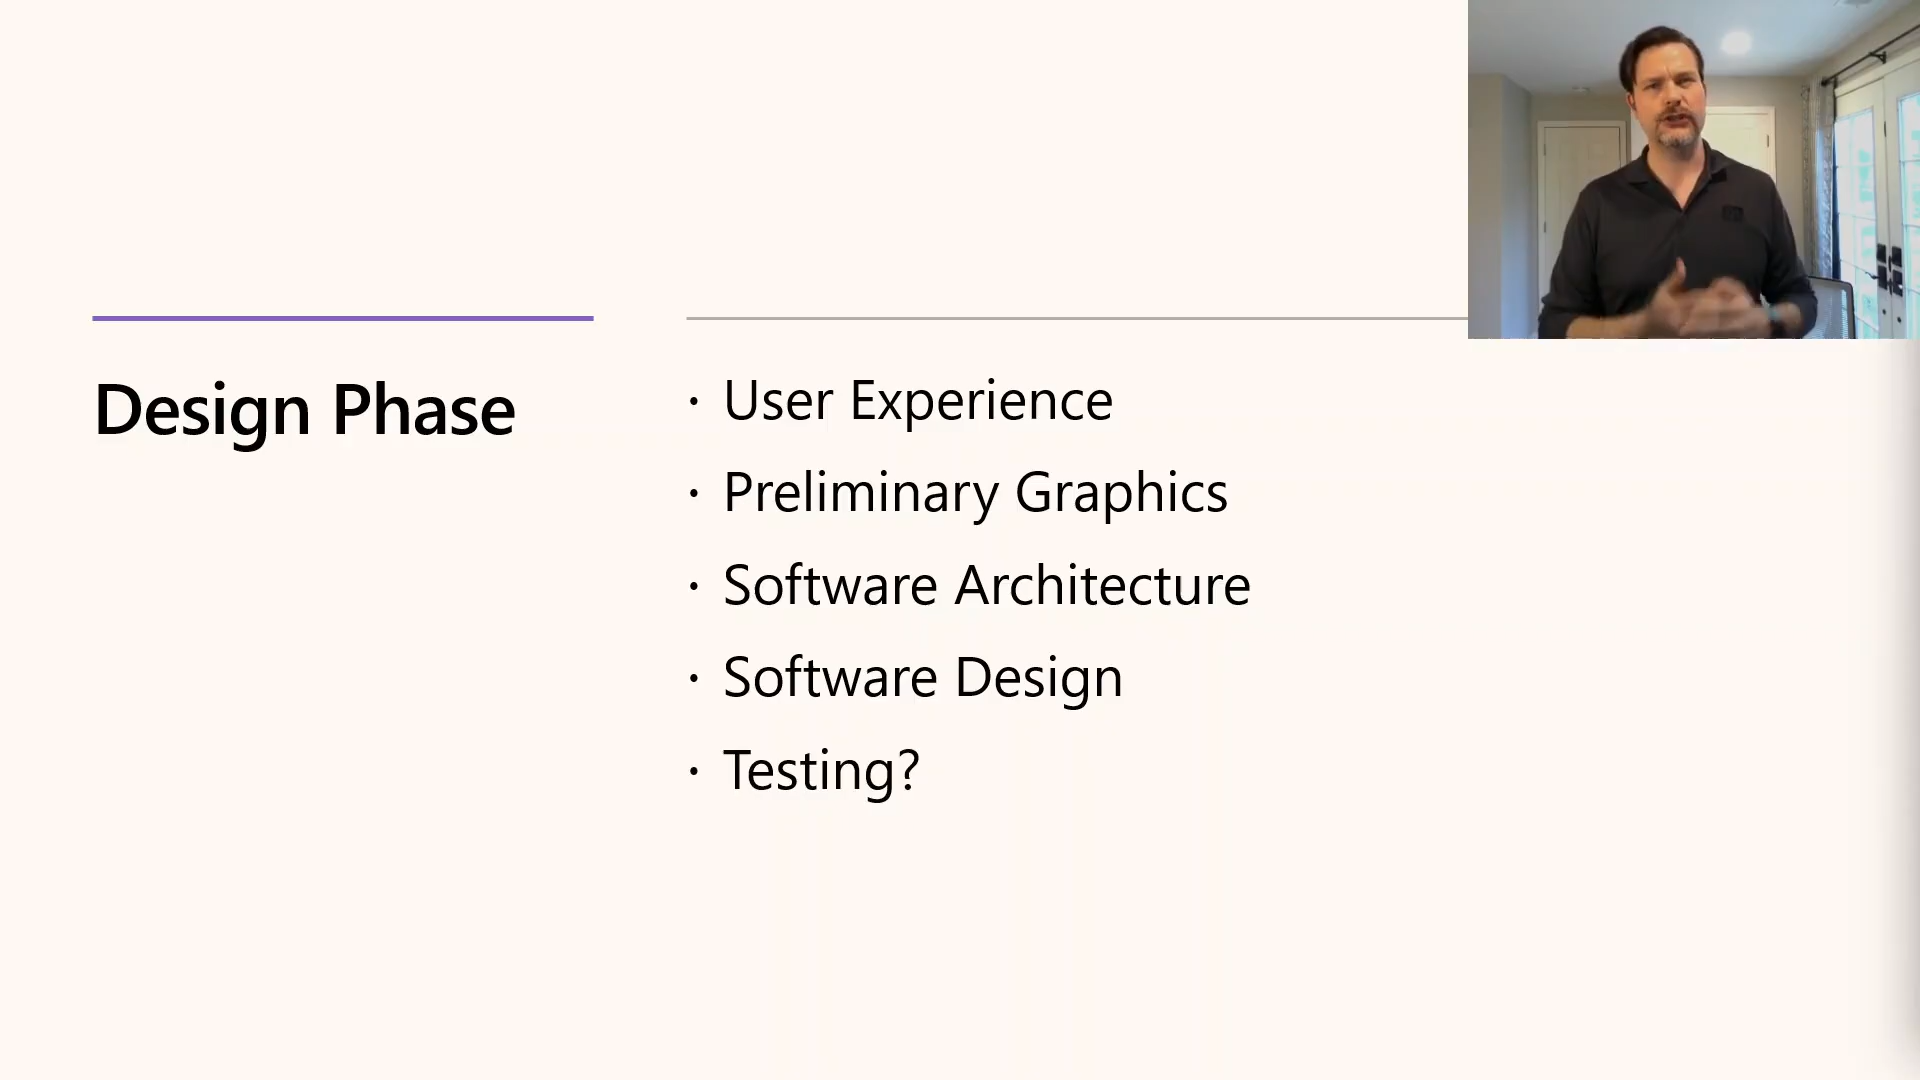 Design Phase
· User Experience
· Preliminary Graphics
· Software Architecture
· Software Design
· Testing?